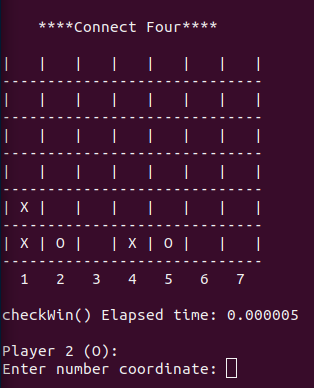 ****Connect Four****
|   |   |   |   |   |   |   |
-----------------------------
|   |   |   |   |   |   |   |
-----------------------------
|   |   |   |   |   |   |   |
-----------------------------
|   |   |   |   |   |   |   |
-----------------------------
| X |   |   |   |   |   |   |
-----------------------------
| X | O |   | X | O |   |   |
-----------------------------
  1   2   3   4   5   6   7
checkWin() Elapsed time: 0.000005
Player 2 (O):
Enter number coordinate: